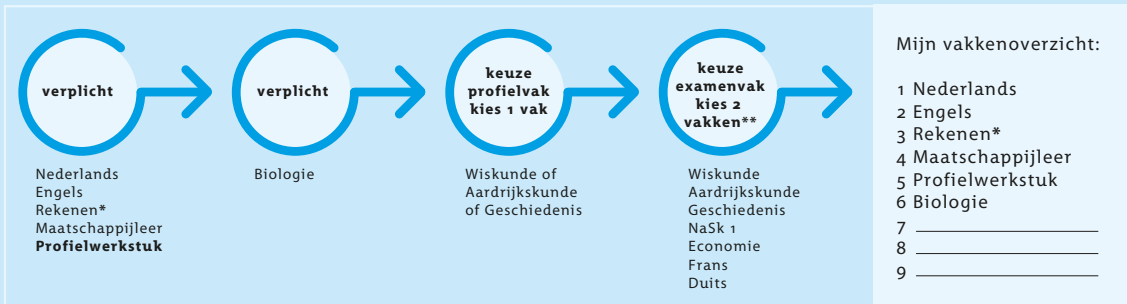 verplicht
Nederlands
Engels
Rekenen*
Maatschappijleer
Profielwerkstuk
verplicht
Biologie
keuze
profielvak
kies 1 vak
Wiskunde of
Aardrijkskunde
of Geschiedenis
keuze
examenvak
kies 2
vakken**
Wiskunde
Aardrijkskunde
Geschiedenis
NaSk 1
Economie
Frans
Duits
Mijn vakkenoverzicht:
1 Nederlands
2 Engels
3 Rekenen*
4 Maatschappijleer
5 Profielwerkstuk
6 Biologie
7
8
9